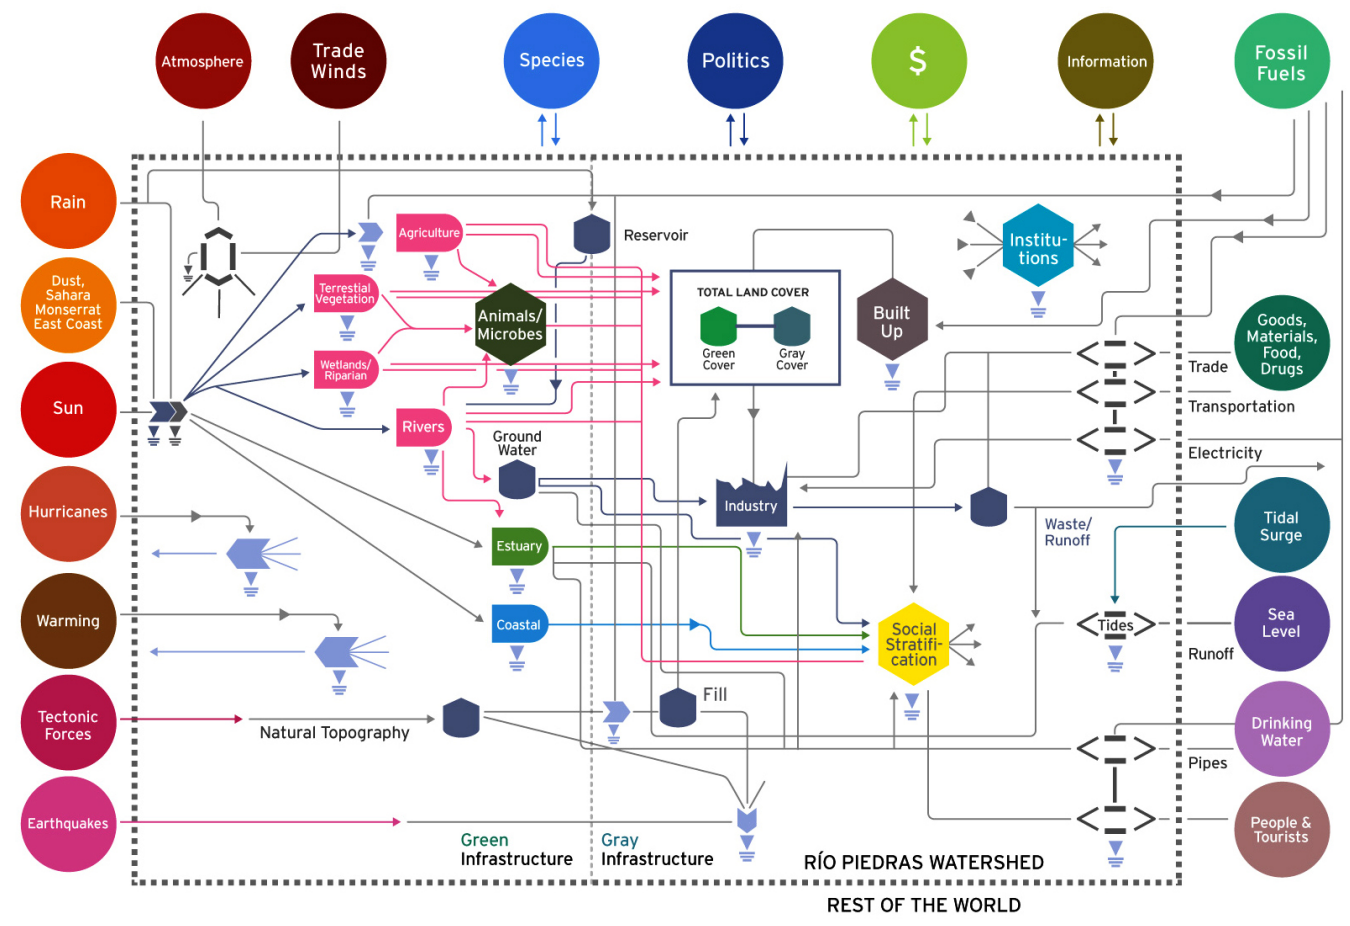 Atmosphere
Trade
Winds
Species
Politics
$
Information
Fossil
Fuels
Rain
Dust,
Sahara
Monserrat
East Coast
Sun
Hurricanes
Warming
Tectonic
Forces
Earthquakes
Agriculture
Reservoir
Terrestial
Vegetation
Animals/
Microbes
Wetlands/
Riparian
Rivers
Ground
Water
Estuary
Coastal
Natural Topography
Green
Infrastructure
Gray
Infrastructure
TOTAL LAND COVER
Green
Cover
Gray
Cover
Built
Up
Institu-
tions
Industry
Waste/
Runoff
Social
Stratifi-
cation
Fill
Tides
Trade
Transportation
Electricity
Runoff
Pipes
Goods,
Materials,
Food,
Drugs
Tidal
Surge
Sea
Level
Drinking
Water
People &
Tourists
RÍO PIEDRAS WATERSHED
REST OF THE WORLD